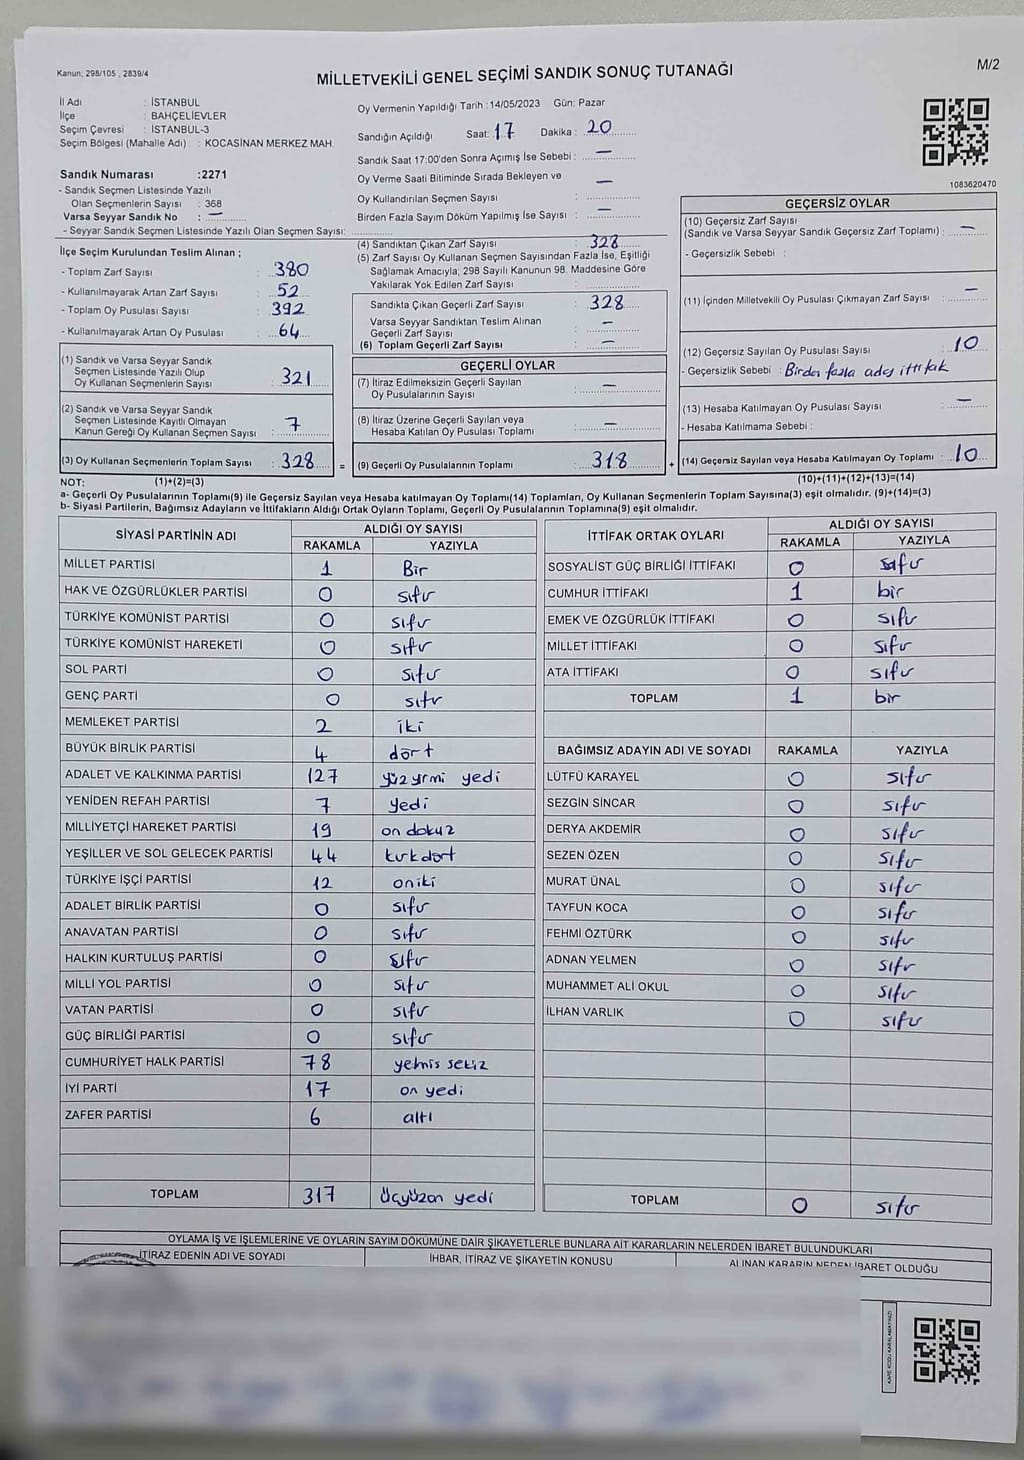 Kanun; 298/105 , 2839/4
MİLLETVEKİLİ GENEL SEÇİMİ SANDIK SONUÇ TUTANAĞI
M/2
İl Adı : İSTANBUL
İlçe : BAHÇELİEVLER
Seçim Çevresi : İSTANBUL-3
Seçim Bölgesi (Mahalle Adı) : KOCASİNAN MERKEZ MAH.
Sandık Numarası :2271
- Sandık Seçmen Listesinde Yazılı
Olan Seçmenlerin Sayısı : 368
Varsa Seyyar Sandık No : —
- Seyyar Sandık Seçmen Listesinde Yazılı Olan Seçmen Sayısı:
Oy Vermenin Yapıldığı Tarih :14/05/2023 Gün: Pazar
Sandığın Açıldığı Saat: 17 Dakika : 20
Sandık Saat 17:00'den Sonra Açımış İse Sebebi : —
Oy Verme Saati Bitiminde Sırada Bekleyen ve
Oy Kullandırılan Seçmen Sayısı : —
Birden Fazla Sayım Döküm Yapılmış İse Sayısı : —
1083620470
İlçe Seçim Kurulundan Teslim Alınan ;
- Toplam Zarf Sayısı : 380
- Kullanılmayarak Artan Zarf Sayısı : 52
- Toplam Oy Pusulası Sayısı : 392
- Kullanılmayarak Artan Oy Pusulası : 64
(1) Sandık ve Varsa Seyyar Sandık
Seçmen Listesinde Yazılı Olup
Oy Kullanan Seçmenlerin Sayısı : 321
(2) Sandık ve Varsa Seyyar Sandık
Seçmen Listesinde Kayıtlı Olmayan
Kanun Gereği Oy Kullanan Seçmen Sayısı : 7
(3) Oy Kullanan Seçmenlerin Toplam Sayısı : 328 =
(4) Sandıktan Çıkan Zarf Sayısı : 328
(5) Zarf Sayısı Oy Kullanan Seçmen Sayısından Fazla İse, Eşitliği
Sağlamak Amacıyla; 298 Sayılı Kanunun 98. Maddesine Göre
Yakılarak Yok Edilen Zarf Sayısı :
Sandıkta Çıkan Geçerli Zarf Sayısı : 328
Varsa Seyyar Sandıktan Teslim Alınan
Geçerli Zarf Sayısı : —
(6) Toplam Geçerli Zarf Sayısı : —
GEÇERLİ OYLAR
(7) İtiraz Edilmeksizin Geçerli Sayılan
Oy Pusulalarının Sayısı : —
(8) İtiraz Üzerine Geçerli Sayılan veya
Hesaba Katılan Oy Pusulası Toplamı : —
(9) Geçerli Oy Pusulalarının Toplamı : 318 +
GEÇERSİZ OYLAR
(10) Geçersiz Zarf Sayısı
(Sandık ve Varsa Seyyar Sandık Geçersiz Zarf Toplamı) : —
- Geçersizlik Sebebi :
(11) İçinden Milletvekili Oy Pusulası Çıkmayan Zarf Sayısı : —
(12) Geçersiz Sayılan Oy Pusulası Sayısı : 10
- Geçersizlik Sebebi : Birden fazla aday ittifak
(13) Hesaba Katılmayan Oy Pusulası Sayısı : —
- Hesaba Katılmama Sebebi :
(14) Geçersiz Sayılan veya Hesaba Katılmayan Oy Toplamı : 10
NOT: (1)+(2)=(3) (10)+(11)+(12)+(13)=(14)
a- Geçerli Oy Pusulalarının Toplamı(9) ile Geçersiz Sayılan veya Hesaba katılmayan Oy Toplamı(14) Toplamları, Oy Kullanan Seçmenlerin Toplam Sayısına(3) eşit olmalıdır. (9)+(14)=(3)
b- Siyasi Partilerin, Bağımsız Adayların ve İttifakların Aldığı Ortak Oyların Toplamı, Geçerli Oy Pusulalarının Toplamına(9) eşit olmalıdır.
SİYASİ PARTİNİN ADI ALDIĞI OY SAYISI
RAKAMLA YAZIYLA
MİLLET PARTİSİ 1 Bir
HAK VE ÖZGÜRLÜKLER PARTİSİ 0 sıfır
TÜRKİYE KOMÜNİST PARTİSİ 0 sıfır
TÜRKİYE KOMÜNİST HAREKETİ 0 sıfır
SOL PARTİ 0 sıfır
GENÇ PARTİ 0 sıfır
MEMLEKET PARTİSİ 2 iki
BÜYÜK BİRLİK PARTİSİ 4 dört
ADALET VE KALKINMA PARTİSİ 127 yüz yrmi yedi
YENİDEN REFAH PARTİSİ 7 yedi
MİLLİYETÇİ HAREKET PARTİSİ 19 on dokuz
YEŞİLLER VE SOL GELECEK PARTİSİ 44 kırkdört
TÜRKİYE İŞÇİ PARTİSİ 12 oniki
ADALET BİRLİK PARTİSİ 0 sıfır
ANAVATAN PARTİSİ 0 sıfır
HALKIN KURTULUŞ PARTİSİ 0 sıfır
MİLLİ YOL PARTİSİ 0 sıfır
VATAN PARTİSİ 0 sıfır
GÜÇ BİRLİĞİ PARTİSİ 0 sıfır
CUMHURİYET HALK PARTİSİ 78 yetmis sekiz
İYİ PARTİ 17 on yedi
ZAFER PARTİSİ 6 altı
TOPLAM 317 üçyüzon yedi
İTTİFAK ORTAK OYLARI ALDIĞI OY SAYISI
RAKAMLA YAZIYLA
SOSYALİST GÜÇ BİRLİĞİ İTTİFAKI 0 sıfır
CUMHUR İTTİFAKI 1 bir
EMEK VE ÖZGÜRLÜK İTTİFAKI 0 sıfır
MİLLET İTTİFAKI 0 sıfır
ATA İTTİFAKI 0 sıfır
TOPLAM 1 bir
BAĞIMSIZ ADAYIN ADI VE SOYADI RAKAMLA YAZIYLA
LÜTFÜ KARAYEL 0 sıfır
SEZGİN SİNCAR 0 sıfır
DERYA AKDEMİR 0 sıfır
SEZEN ÖZEN 0 sıfır
MURAT ÜNAL 0 sıfır
TAYFUN KOCA 0 sıfır
FEHMİ ÖZTÜRK 0 sıfır
ADNAN YELMEN 0 sıfır
MUHAMMET ALİ OKUL 0 sıfır
İLHAN VARLIK 0 sıfır
TOPLAM 0 sıfır
OYLAMA İŞ VE İŞLEMLERİNE VE OYLARIN SAYIM DÖKÜMÜNE DAİR ŞİKAYETLERLE BUNLARA AİT KARARLARIN NELERDEN İBARET BULUNDUKLARI
İTİRAZ EDENİN ADI VE SOYADI İHBAR, İTİRAZ VE ŞİKAYETİN KONUSU ALINAN KARARIN NEDEN İBARET OLDUĞU